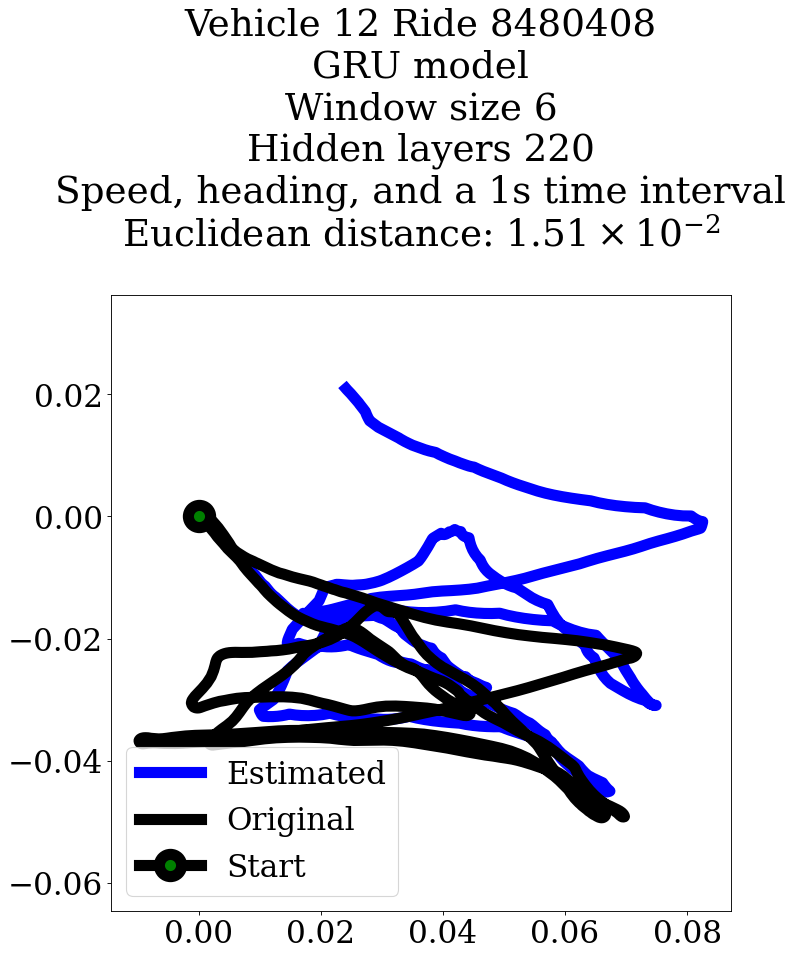 Vehicle 12 Ride 8480408
GRU model
Window size 6
Hidden layers 220
Speed, heading, and a 1s time interval
Euclidean distance: 1.51 × 10⁻²
0.02
0.00
−0.02
−0.04
−0.06
Estimated
Original
Start
0.00 0.02 0.04 0.06 0.08